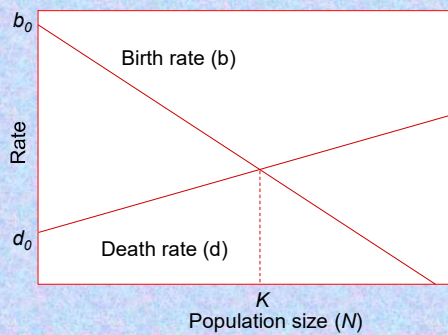 b₀
Birth rate (b)
Rate
d₀
Death rate (d)
K
Population size (N)